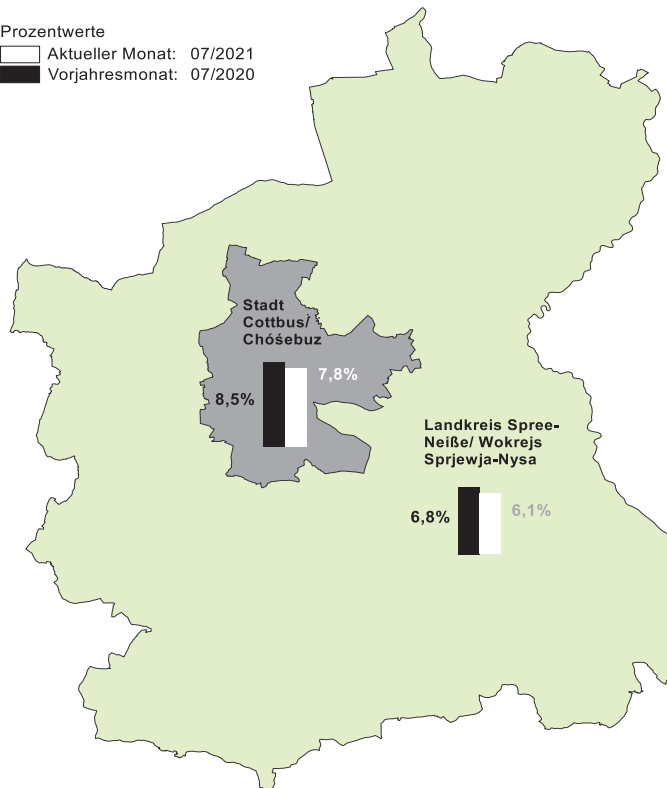 Prozentwerte
Aktueller Monat: 07/2021
Vorjahresmonat: 07/2020
Stadt
Cottbus/
Chóśebuz
7,8%
8,5%
Landkreis Spree-
Neiße/ Wokrejs
Sprjewja-Nysa
6,8%
6,1%